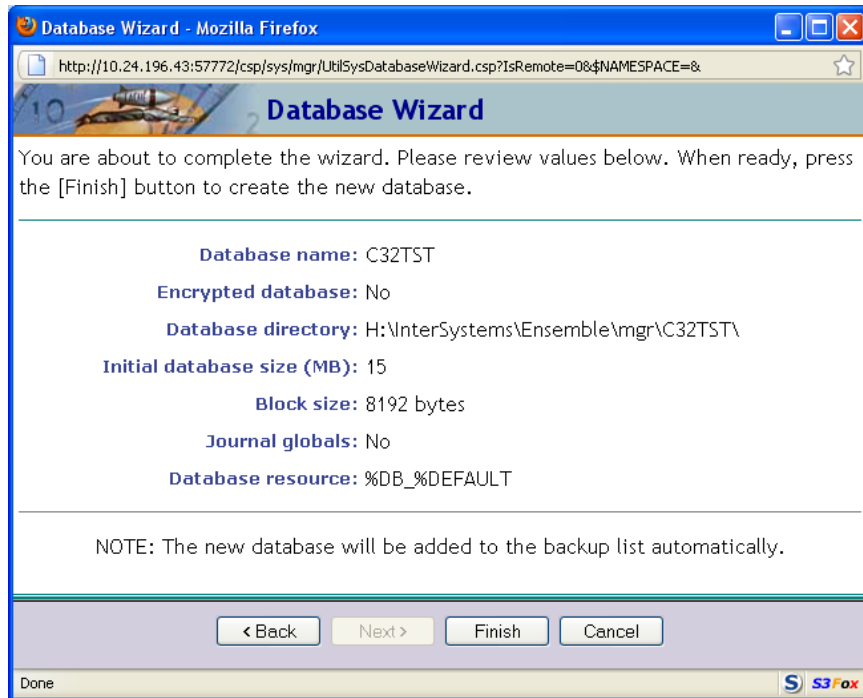 Database Wizard - Mozilla Firefox
http://10.24.196.43:57772/csp/sys/mgr/UtilSysDatabaseWizard.csp?IsRemote=0&$NAMESPACE=&
Database Wizard
You are about to complete the wizard. Please review values below. When ready, press
the [Finish] button to create the new database.
Database name: C32TST
Encrypted database: No
Database directory: H:\InterSystems\Ensemble\mgr\C32TST\
Initial database size (MB): 15
Block size: 8192 bytes
Journal globals: No
Database resource: %DB_%DEFAULT
NOTE: The new database will be added to the backup list automatically.
< Back Next > Finish Cancel
Done S S3Fox